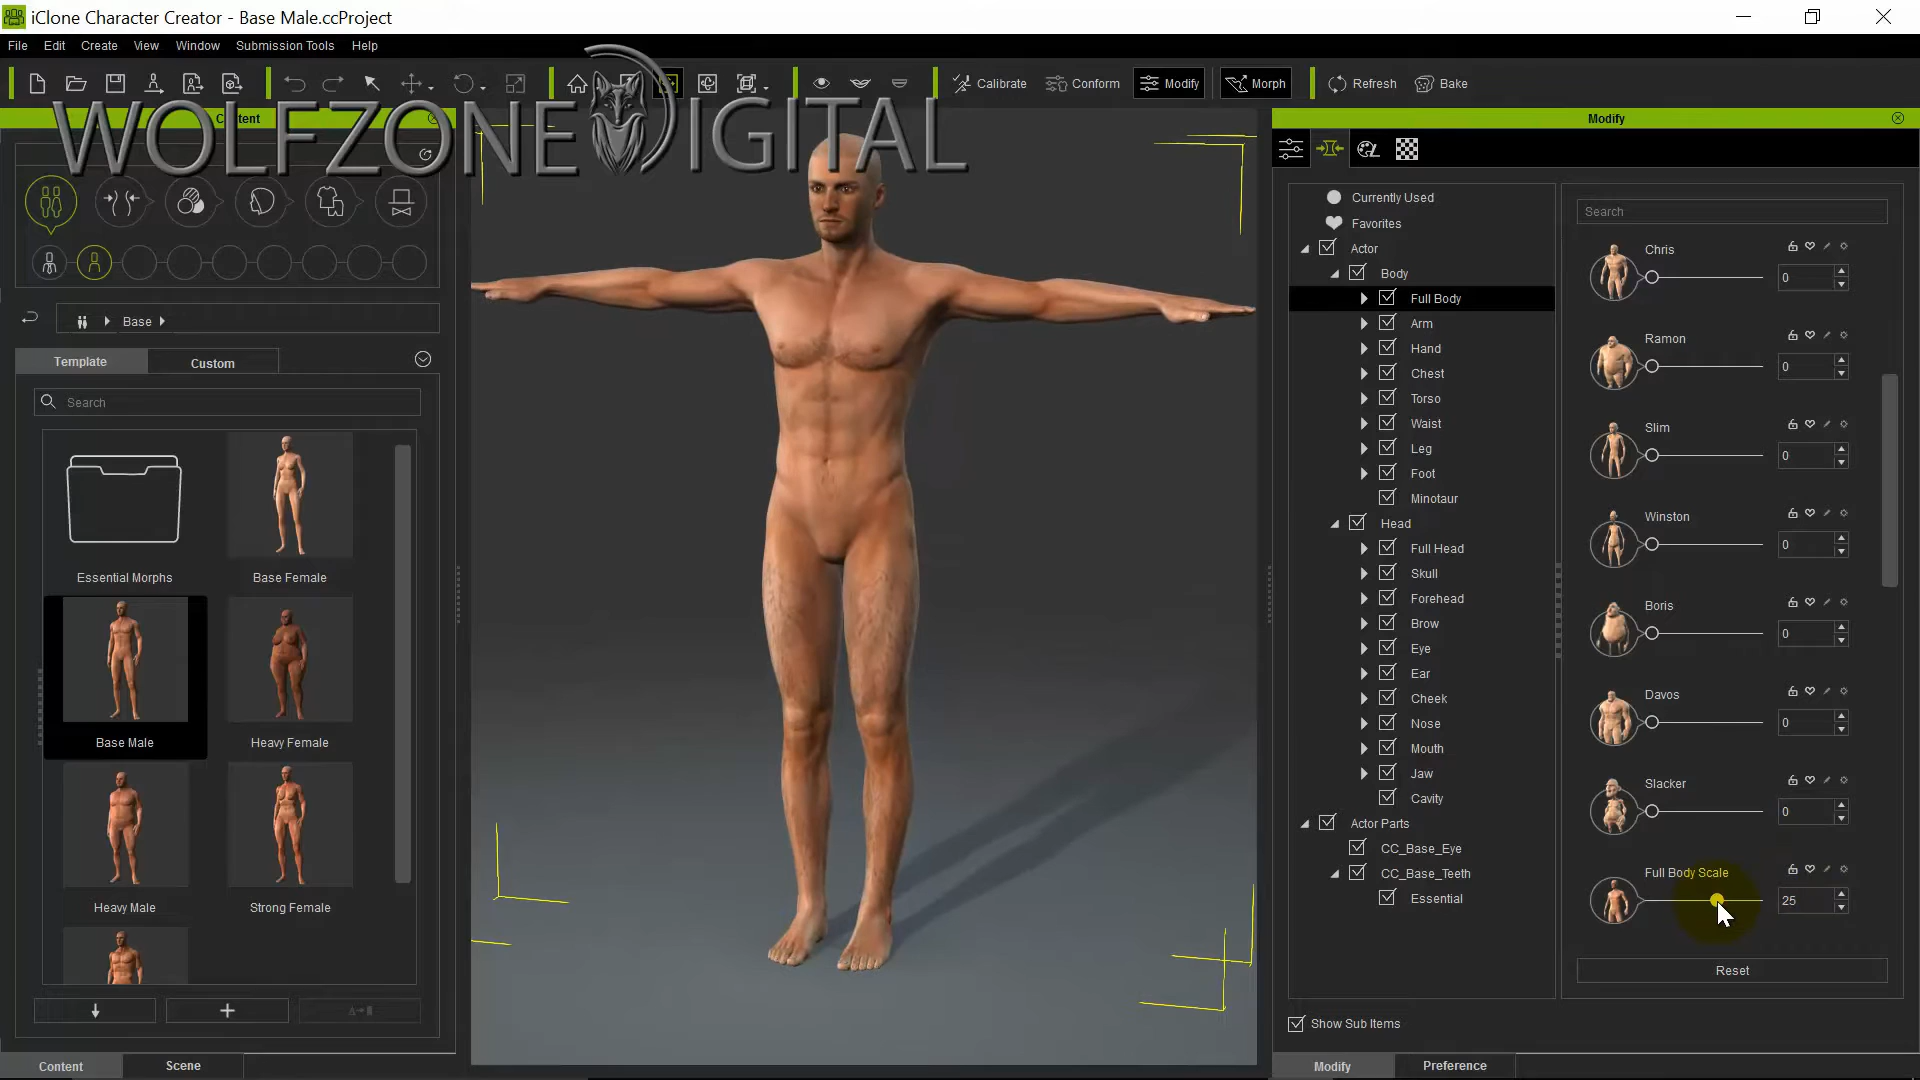 iClone Character Creator - Base Male.ccProject
File Edit Create View Window Submission Tools Help
Calibrate Conform Modify Morph Refresh Bake
WOLFZONE DIGITAL
Content
Base
Template Custom
Search
Essential Morphs Base Female
Base Male Heavy Female
Heavy Male Strong Female
Content Scene
Modify
Currently Used
Favorites
Actor
Body
Full Body
Arm
Hand
Chest
Torso
Waist
Leg
Foot
Minotaur
Head
Full Head
Skull
Forehead
Brow
Eye
Ear
Cheek
Nose
Mouth
Jaw
Cavity
Actor Parts
CC_Base_Eye
CC_Base_Teeth
Essential
Show Sub Items
Search
Chris
0
Ramon
0
Slim
0
Winston
0
Boris
0
Davos
0
Slacker
0
Full Body Scale
25
Reset
Modify Preference